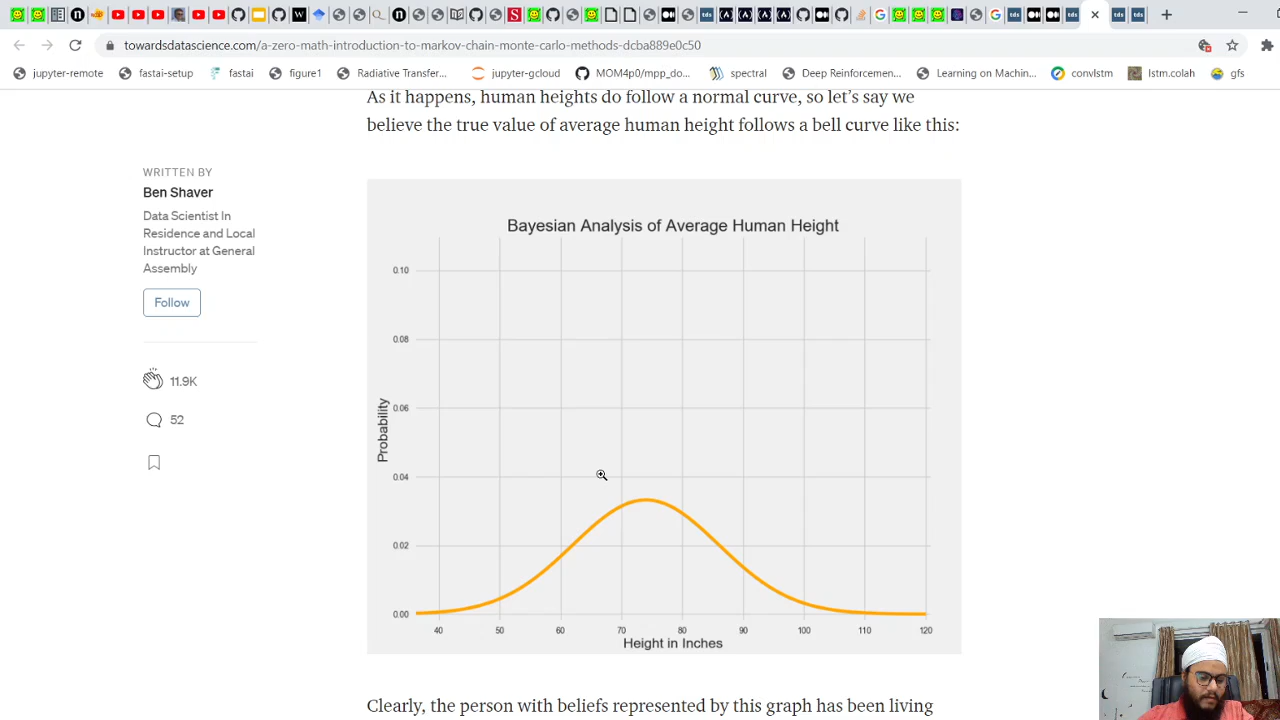 tds
tds
tds
tds
towardsdatascience.com/a-zero-math-introduction-to-markov-chain-monte-carlo-methods-dcba889e0c50
jupyter-remote
fastai-setup
fastai
figure1
Radiative Transfer...
jupyter-gcloud
MOM4p0/mpp_do...
spectral
Deep Reinforcemen...
Learning on Machin...
convlstm
lstm.colah
gfs
As it happens, human heights do follow a normal curve, so let's say we
believe the true value of average human height follows a bell curve like this:
WRITTEN BY
Ben Shaver
Data Scientist In
Residence and Local
Instructor at General
Assembly
Follow
11.9K
52
Bayesian Analysis of Average Human Height
0.10
0.08
0.06
0.04
0.02
0.00
Probability
40 50 60 70 80 90 100 110 120
Height in Inches
Clearly, the person with beliefs represented by this graph has been living